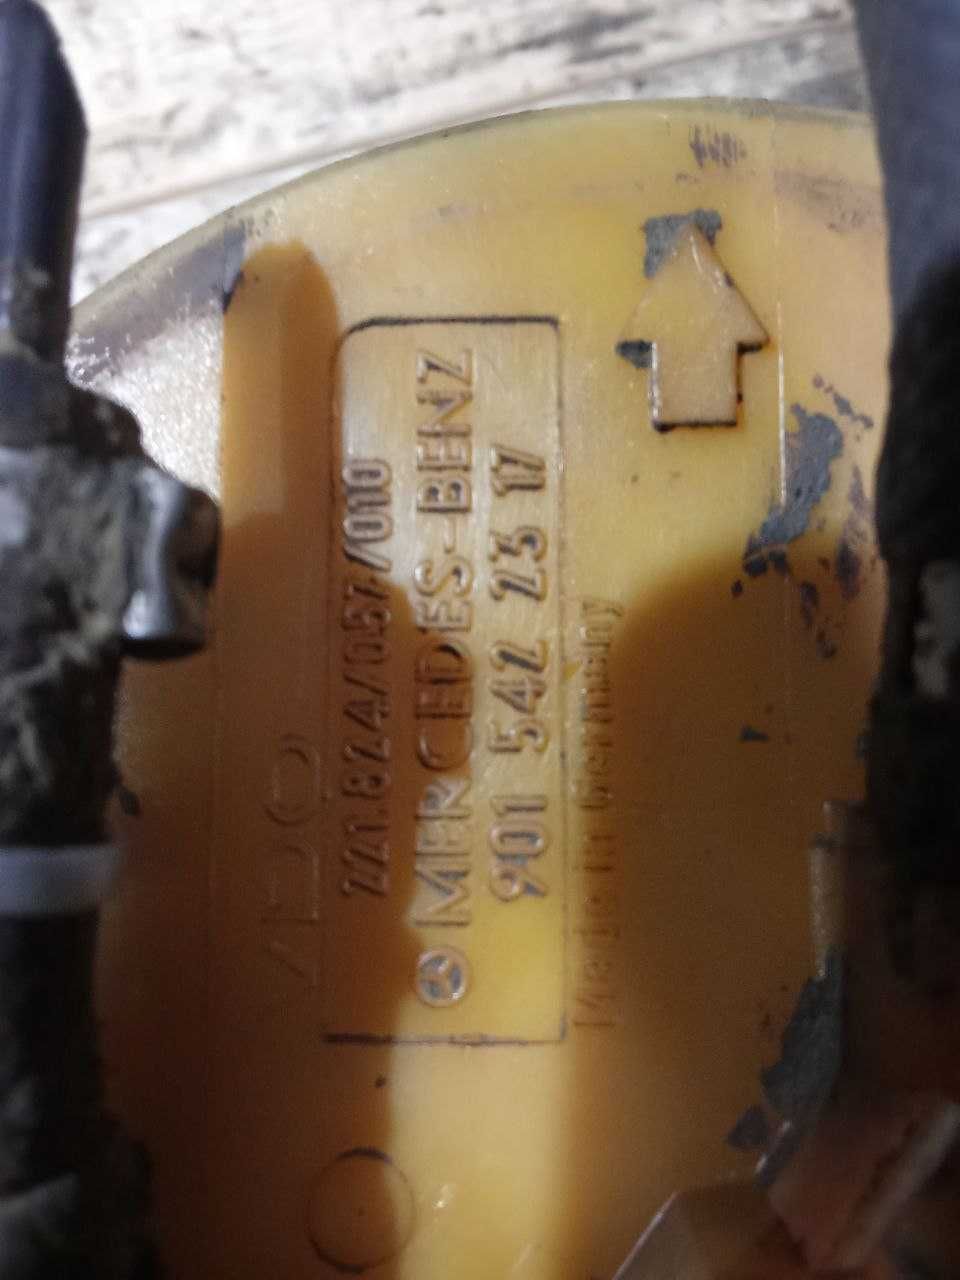 VDO
221.824/057/010
MERCEDES-BENZ
901 542 23 17
Made in Germany